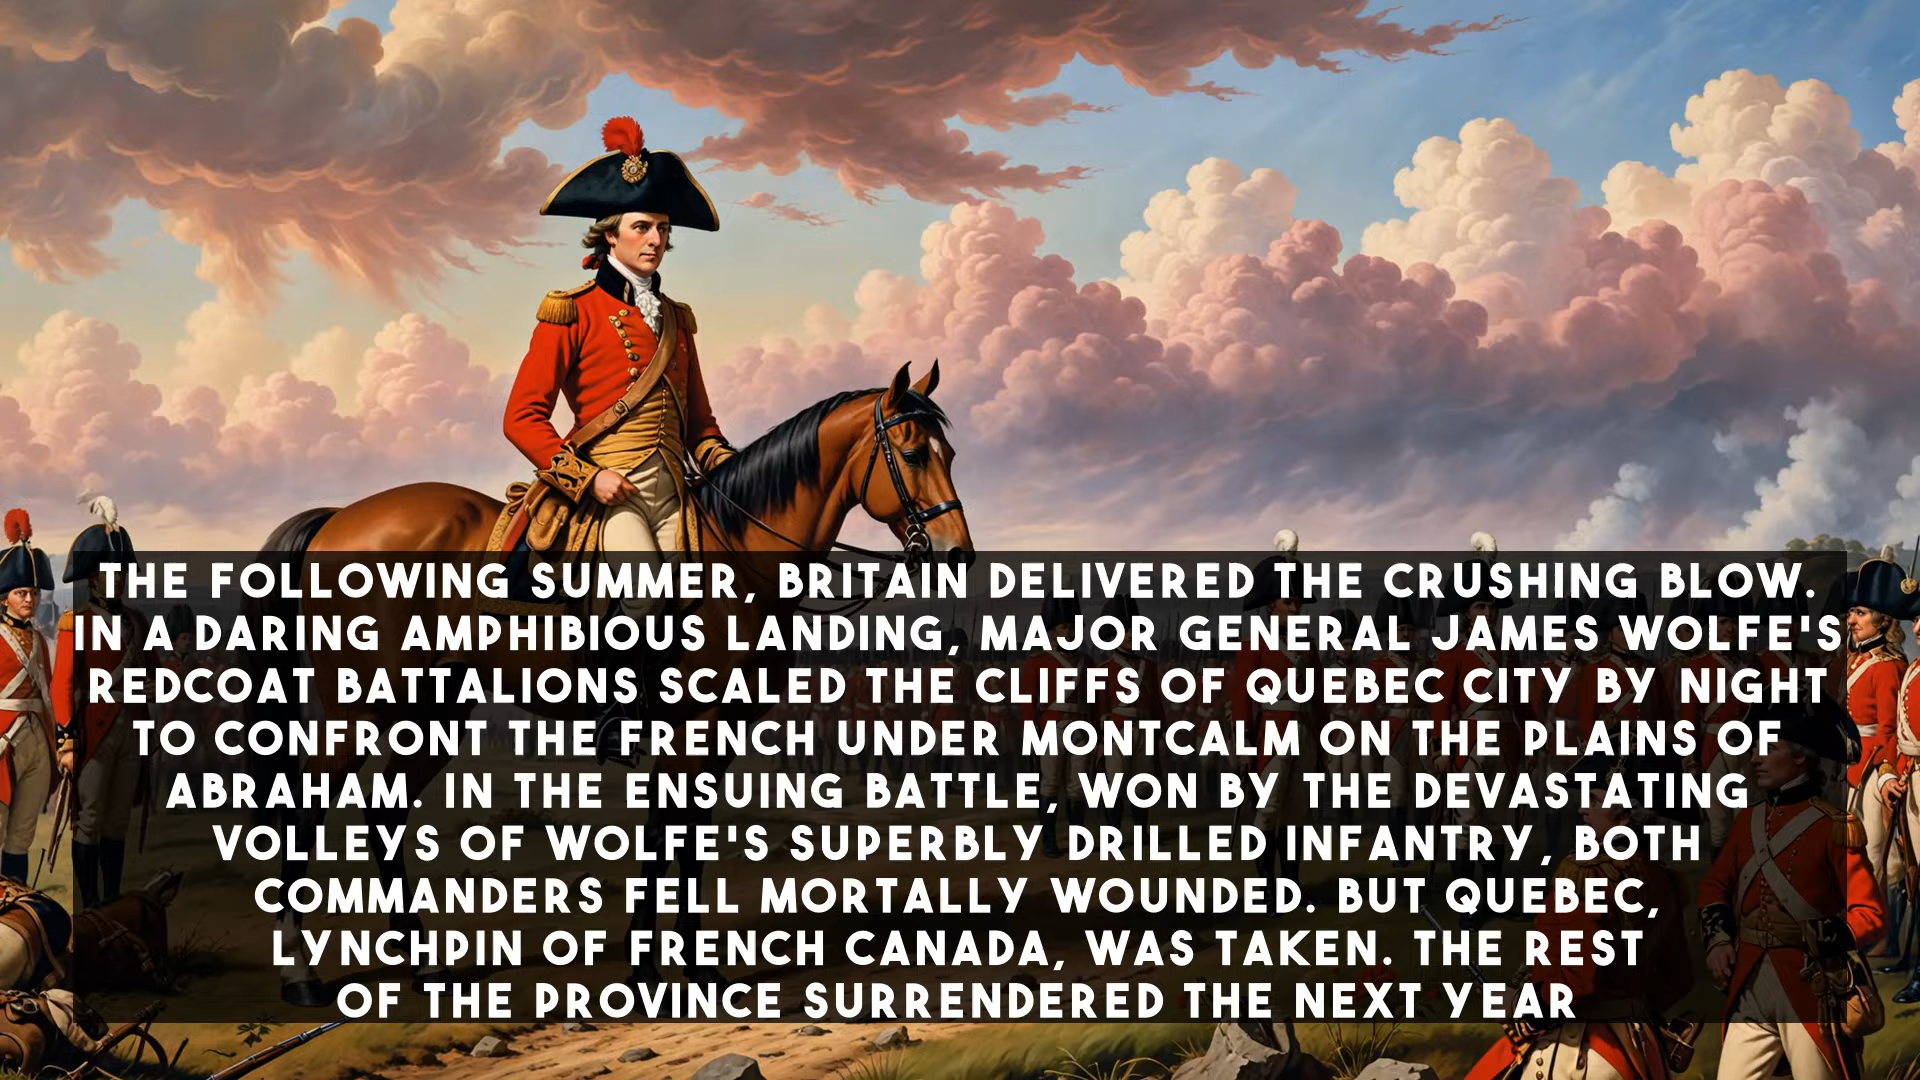 THE FOLLOWING SUMMER, BRITAIN DELIVERED THE CRUSHING BLOW.
IN A DARING AMPHIBIOUS LANDING, MAJOR GENERAL JAMES WOLFE'S
REDCOAT BATTALIONS SCALED THE CLIFFS OF QUEBEC CITY BY NIGHT
TO CONFRONT THE FRENCH UNDER MONTCALM ON THE PLAINS OF
ABRAHAM. IN THE ENSUING BATTLE, WON BY THE DEVASTATING
VOLLEYS OF WOLFE'S SUPERBLY DRILLED INFANTRY, BOTH
COMMANDERS FELL MORTALLY WOUNDED. BUT QUEBEC,
LYNCHPIN OF FRENCH CANADA, WAS TAKEN. THE REST
OF THE PROVINCE SURRENDERED THE NEXT YEAR